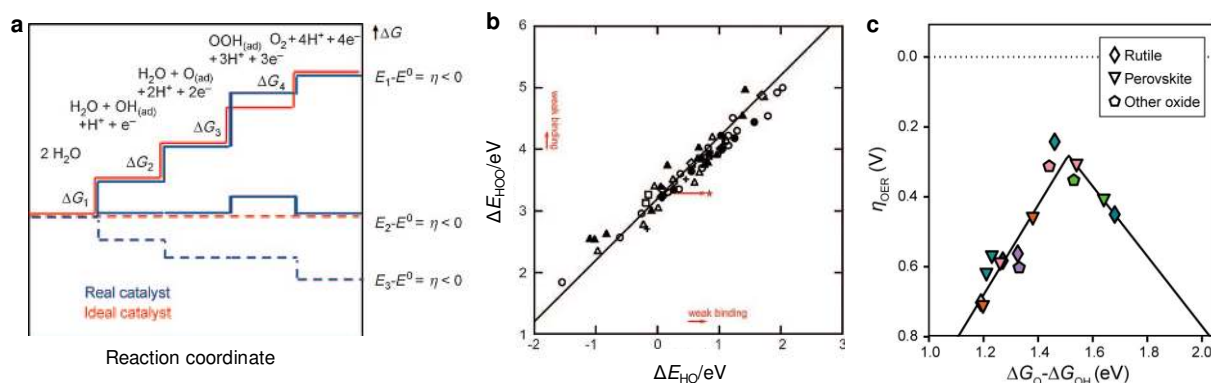 a
OOH(ad) O2+4H+ +4e−
+3H+ + 3e−
ΔG
H2O + O(ad)
+2H+ + 2e−
ΔG4
E1-E0 = η < 0
H2O + OH(ad)
+H+ + e−
ΔG3
2 H2O
ΔG2
ΔG1
E2-E0 = η < 0
E3-E0 = η < 0
Real catalyst
Ideal catalyst
Reaction coordinate
b
6
5
4
3
2
1
ΔEHOO/eV
weak binding
weak binding
-2 -1 0 1 2 3
ΔEHO/eV
c
0.0
0.2
0.4
0.6
0.8
ηOER (V)
Rutile
Perovskite
Other oxide
1.0 1.2 1.4 1.6 1.8 2.0
ΔGO-ΔGOH (eV)